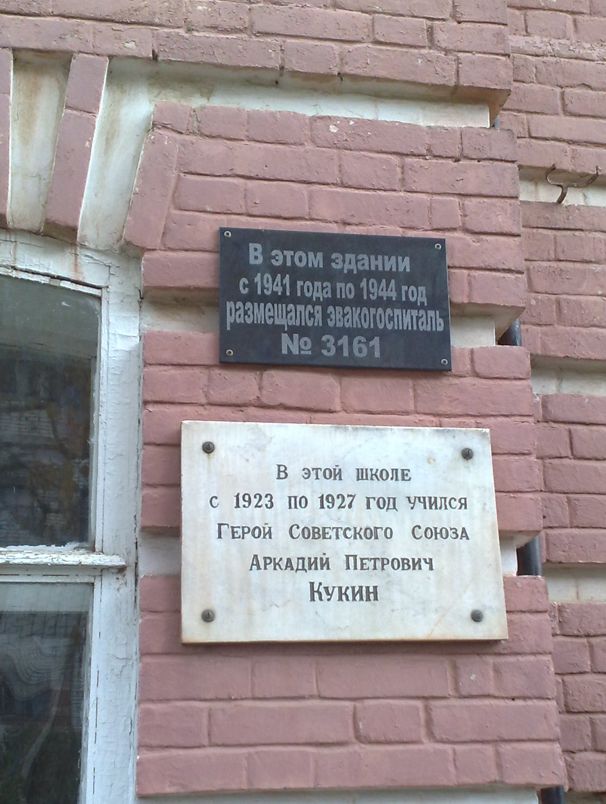 В этом здании
с 1941 года по 1944 год
размещался эвакогоспиталь
№ 3161
В этой школе
с 1923 по 1927 год учился
Герой Советского Союза
Аркадий Петрович
Кукин